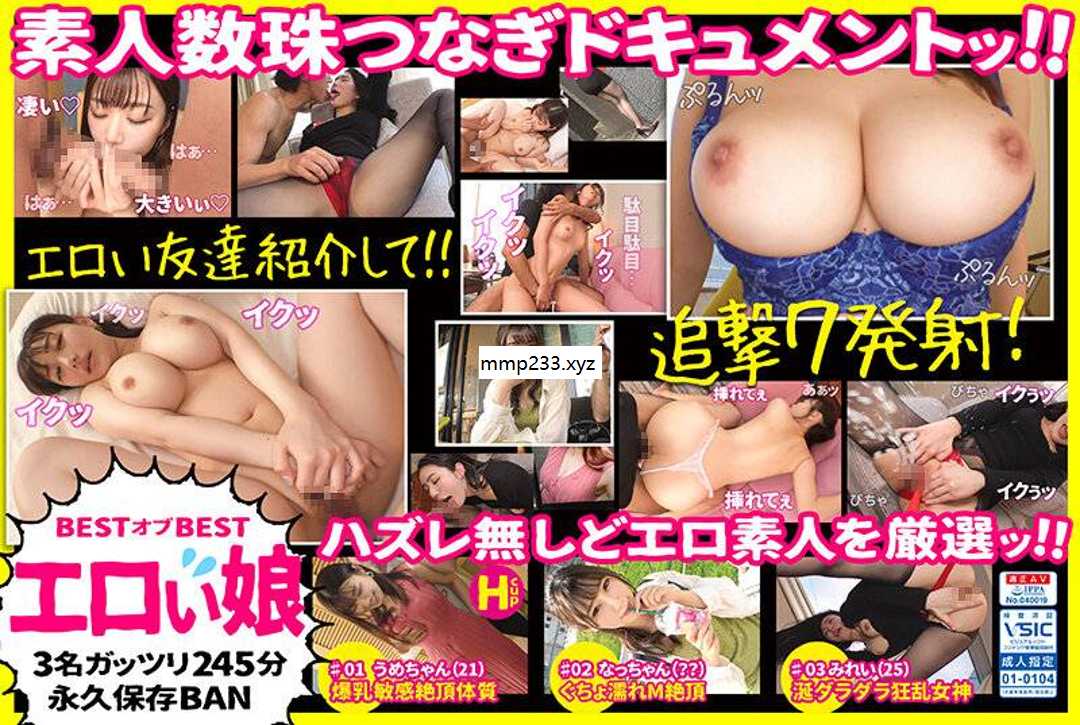 素人数珠つなぎドキュメントッ!!
凄い♡
はぁ…
はぁ…
大きいぃ♡
ぷるんッ
ぷるんッ
エロい友達紹介して!!
イクッ
イクッ
イクッ
駄目駄目…
イクッ
イクッ
イクッ
追撃7発射!
mmp233.xyz
挿れてぇ
あぁッ
挿れてぇ
びちゃ
イクぅッ
びちゃ
イクぅッ
BESTオブBEST
エロい娘
3名ガッツリ245分
永久保存BAN
ハズレ無しどエロ素人を厳選ッ!!
H cup
#01 うめちゃん(21)
爆乳敏感絶頂体質
#02 なっちゃん(??)
ぐちょ濡れM絶頂
#03 みれい(25)
涎ダラダラ狂乱女神
適正AV
IPPA
No.040019
VSIC
成人指定
01-0104